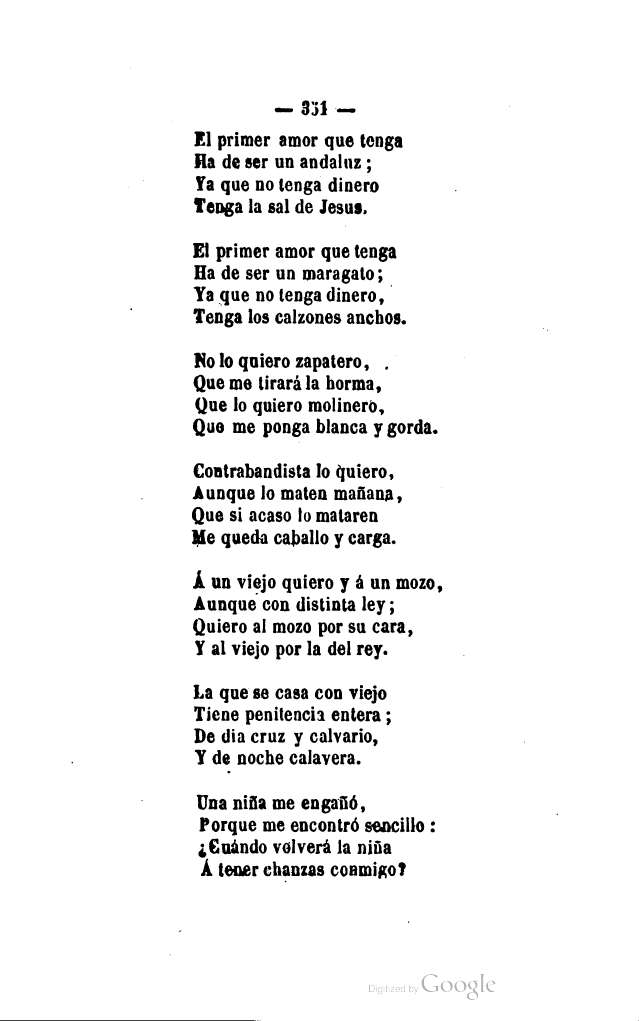 — 351 —
El primer amor que tenga
Ha de ser un andaluz ;
Ya que no tenga dinero
Tenga la sal de Jesus.
El primer amor que tenga
Ha de ser un maragato ;
Ya que no tenga dinero,
Tenga los calzones anchos.
No lo quiero zapatero,
Que me tirará la horma,
Que lo quiero molinero,
Que me ponga blanca y gorda.
Contrabandista lo quiero,
Aunque lo maten mañana,
Que si acaso lo mataren
Me queda caballo y carga.
Á un viejo quiero y á un mozo,
Aunque con distinta ley ;
Quiero al mozo por su cara,
Y al viejo por la del rey.
La que se casa con viejo
Tiene penitencia entera ;
De dia cruz y calvario,
Y de noche calavera.
Una niña me engañó,
Porque me encontró sencillo :
¿Cuándo volverá la niña
Á tener chanzas conmigo?
Digitized by Google